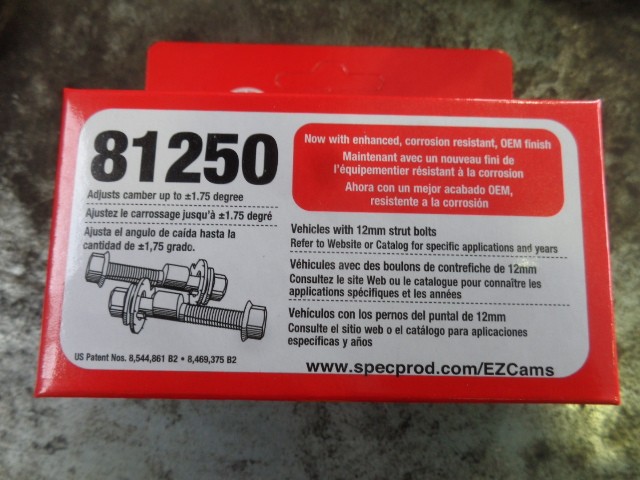 81250
Adjusts camber up to ±1.75 degree
Ajustez le carrossage jusqu'à ±1.75 degré
Ajusta el angulo de caída hasta la
cantidad de ±1,75 grado.
US Patent Nos. 8,544,861 B2 • 8,469,375 B2
Now with enhanced, corrosion resistant, OEM finish
Maintenant avec un nouveau fini de
l'équipementier résistant à la corrosion
Ahora con un mejor acabado OEM,
resistente a la corrosión
Vehicles with 12mm strut bolts
Refer to Website or Catalog for specific applications and years
Véhicules avec des boulons de contrefiche de 12mm
Consultez le site Web ou le catalogue pour connaître les
applications spécifiques et les années
Vehículos con los pernos del puntal de 12mm
Consulte el sitio web o el catálogo para aplicaciones
específicas y años
www.specprod.com/EZCams